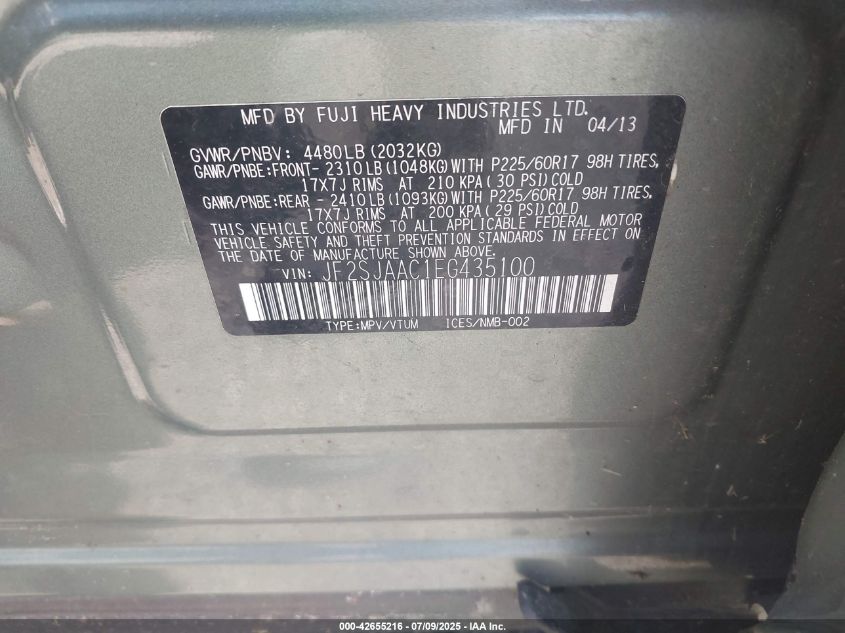 MFD BY FUJI HEAVY INDUSTRIES LTD.
MFD IN 04/13
GVWR/PNBV: 4480LB(2032KG)
GAWR/PNBE:FRONT- 2310LB(1048KG)WITH P225/60R17 98H TIRES,
17X7J RIMS AT 210 KPA( 30 PSI)COLD
GAWR/PNBE:REAR - 2410LB(1093KG)WITH P225/60R17 98H TIRES,
17X7J RIMS AT 200 KPA( 29 PSI)COLD
THIS VEHICLE CONFORMS TO ALL APPLICABLE FEDERAL MOTOR
VEHICLE SAFETY AND THEFT PREVENTION STANDARDS IN EFFECT ON
THE DATE OF MANUFACTURE SHOWN ABOVE.
VIN: JF2SJAAC1EG435100
TYPE:MPV/VTUM ICES/NMB-002
000-42655216 - 07/09/2025 - IAA Inc.